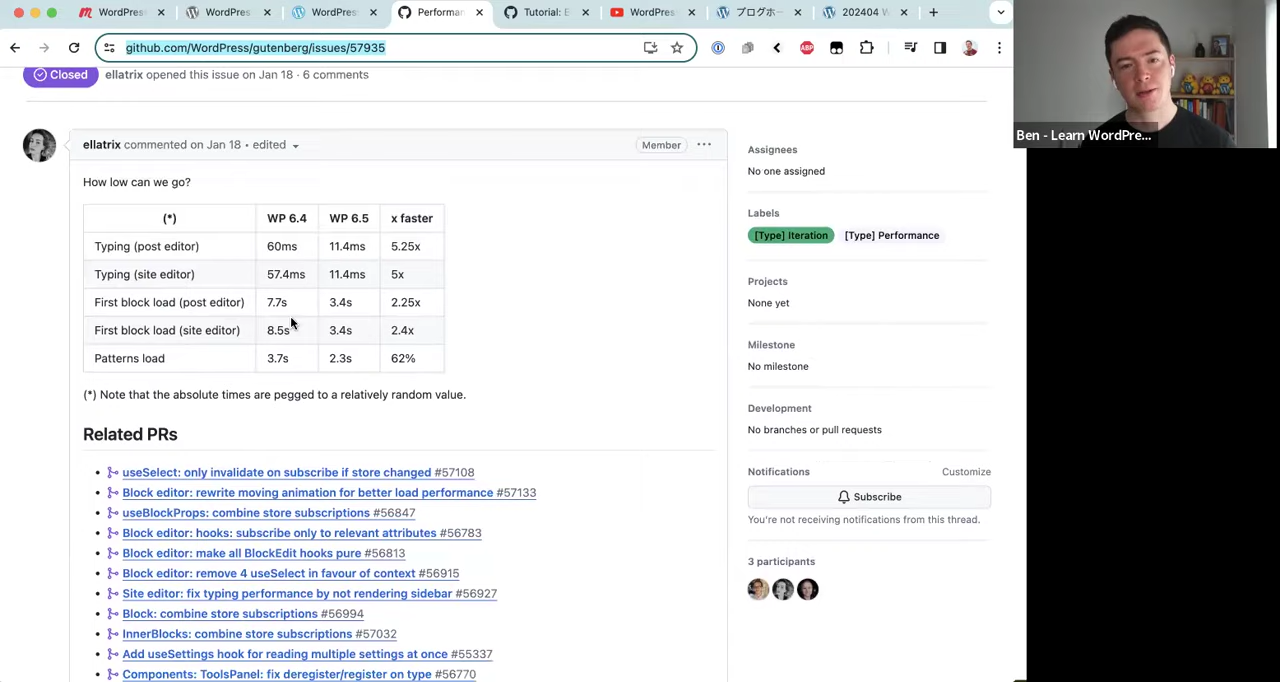 WordPress
WordPress
WordPress
Performan
Tutorial: E
WordPress
ブログホー
202404 W
github.com/WordPress/gutenberg/issues/57935
ABP
Closed
ellatrix opened this issue on Jan 18 · 6 comments
ellatrix commented on Jan 18 · edited
Member
How low can we go?
(*) WP 6.4 WP 6.5 x faster
Typing (post editor) 60ms 11.4ms 5.25x
Typing (site editor) 57.4ms 11.4ms 5x
First block load (post editor) 7.7s 3.4s 2.25x
First block load (site editor) 8.5s 3.4s 2.4x
Patterns load 3.7s 2.3s 62%
(*) Note that the absolute times are pegged to a relatively random value.
Related PRs
useSelect: only invalidate on subscribe if store changed #57108
Block editor: rewrite moving animation for better load performance #57133
useBlockProps: combine store subscriptions #56847
Block editor: hooks: subscribe only to relevant attributes #56783
Block editor: make all BlockEdit hooks pure #56813
Block editor: remove 4 useSelect in favour of context #56915
Site editor: fix typing performance by not rendering sidebar #56927
Block: combine store subscriptions #56994
InnerBlocks: combine store subscriptions #57032
Add useSettings hook for reading multiple settings at once #55337
Components: ToolsPanel: fix deregister/register on type #56770
Assignees
No one assigned
Labels
[Type] Iteration [Type] Performance
Projects
None yet
Milestone
No milestone
Development
No branches or pull requests
Notifications Customize
Subscribe
You're not receiving notifications from this thread.
3 participants
Ben - Learn WordPre...